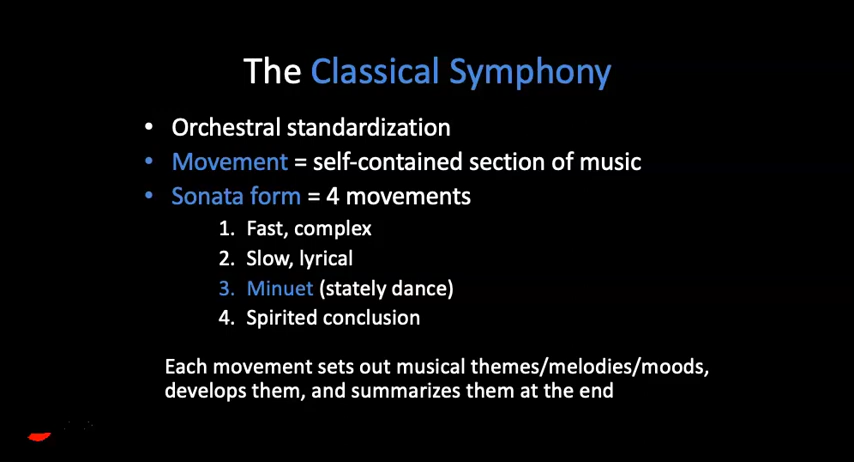 The Classical Symphony
• Orchestral standardization
• Movement = self-contained section of music
• Sonata form = 4 movements
1. Fast, complex
2. Slow, lyrical
3. Minuet (stately dance)
4. Spirited conclusion
Each movement sets out musical themes/melodies/moods,
develops them, and summarizes them at the end